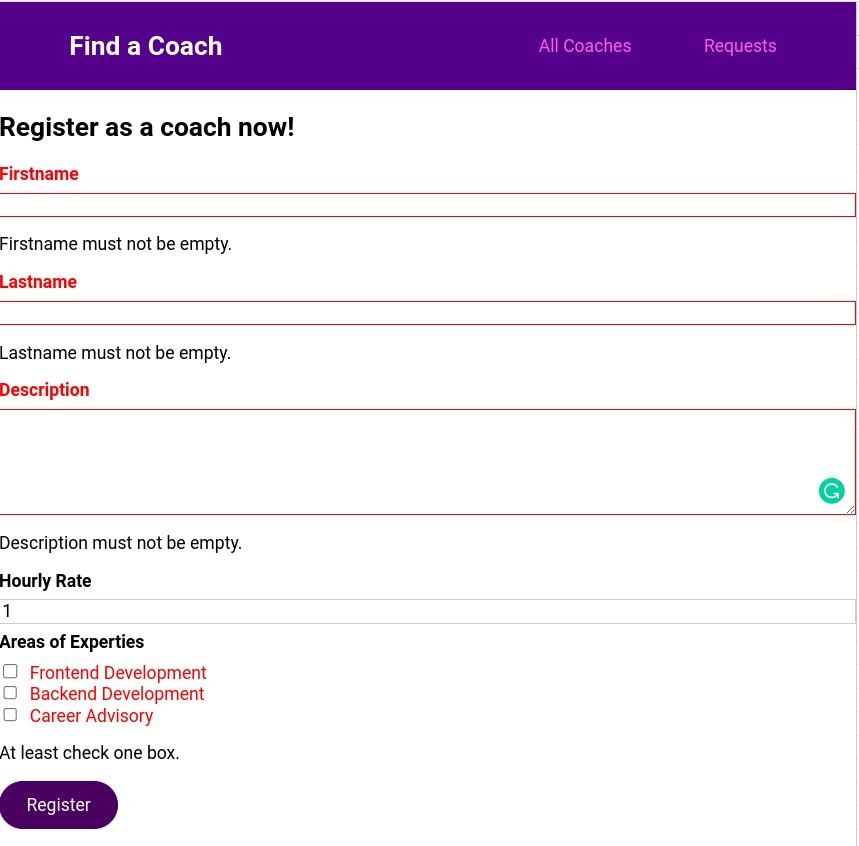 Find a Coach
All Coaches
Requests
Register as a coach now!
Firstname
Firstname must not be empty.
Lastname
Lastname must not be empty.
Description
Description must not be empty.
Hourly Rate
1
Areas of Experties
Frontend Development
Backend Development
Career Advisory
At least check one box.
Register